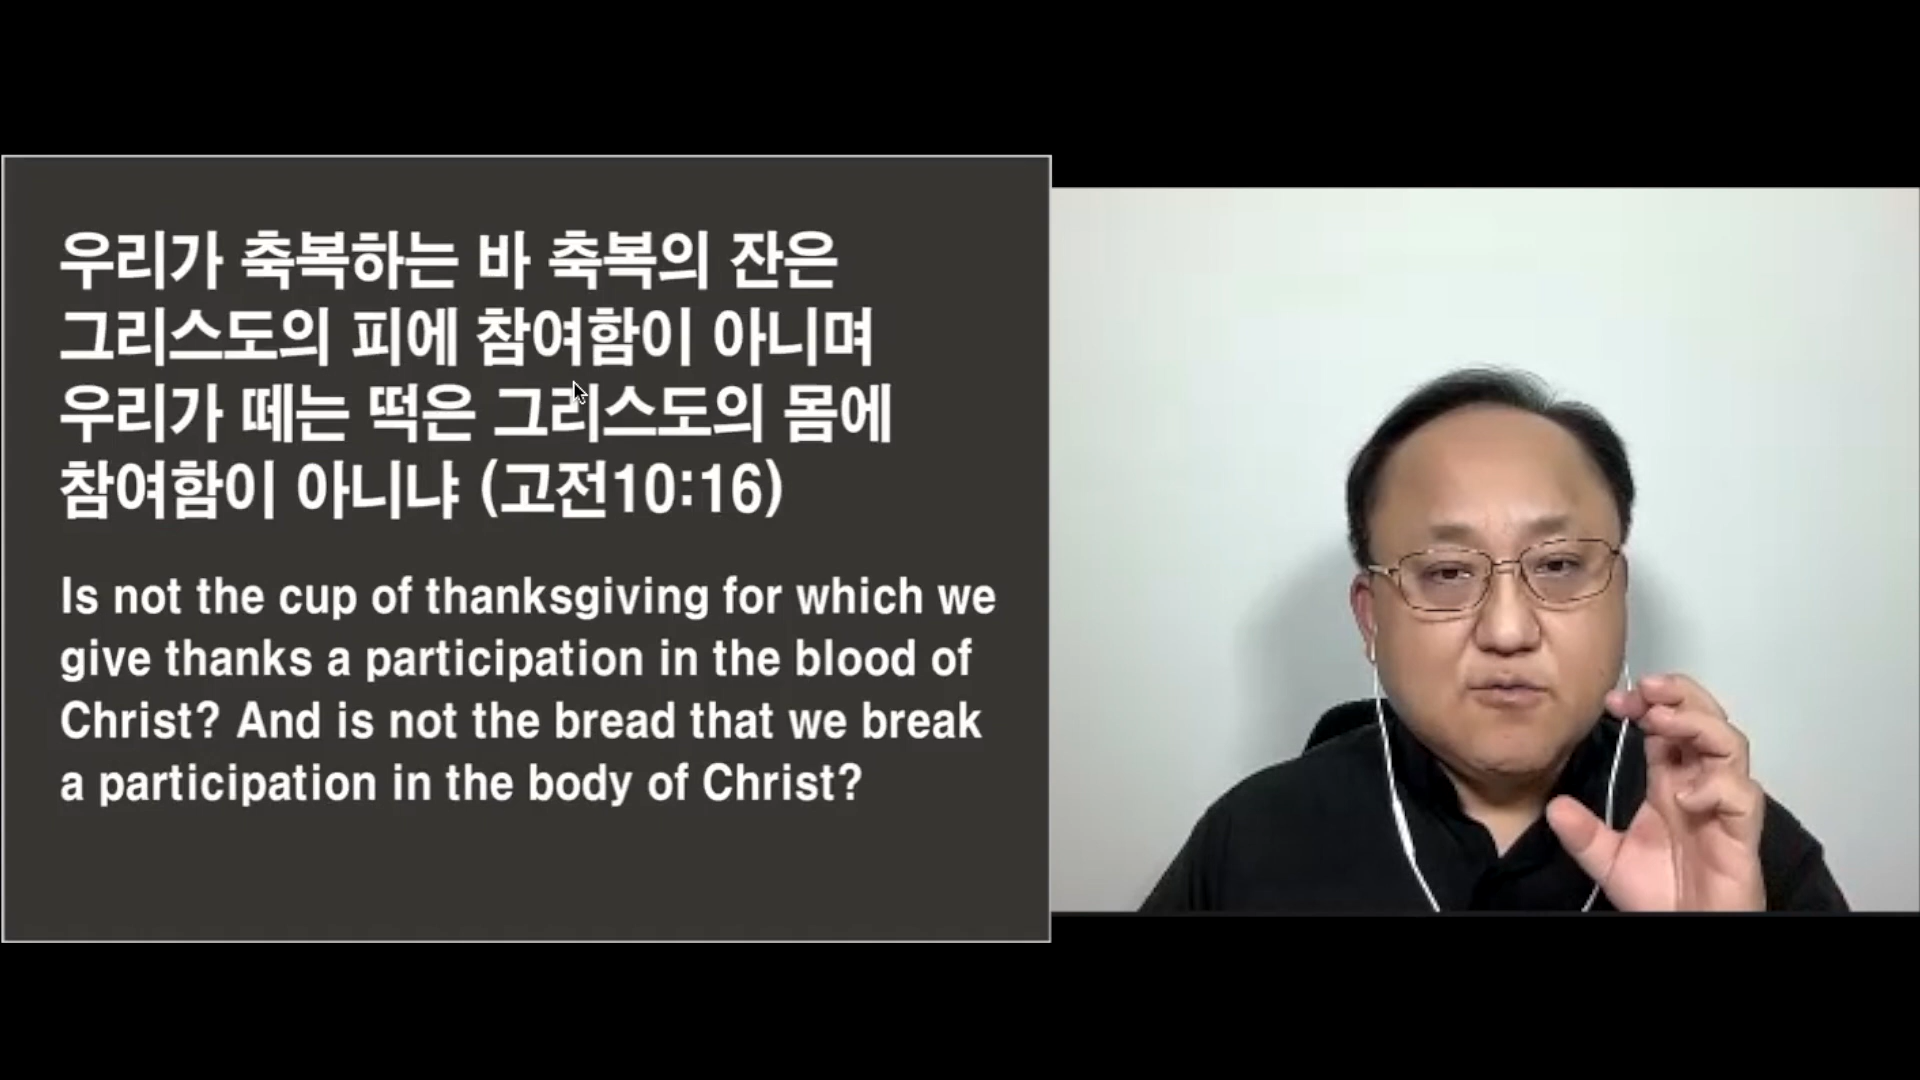 우리가 축복하는 바 축복의 잔은
그리스도의 피에 참여함이 아니며
우리가 떼는 떡은 그리스도의 몸에
참여함이 아니냐 (고전10:16)
Is not the cup of thanksgiving for which we
give thanks a participation in the blood of
Christ? And is not the bread that we break
a participation in the body of Christ?